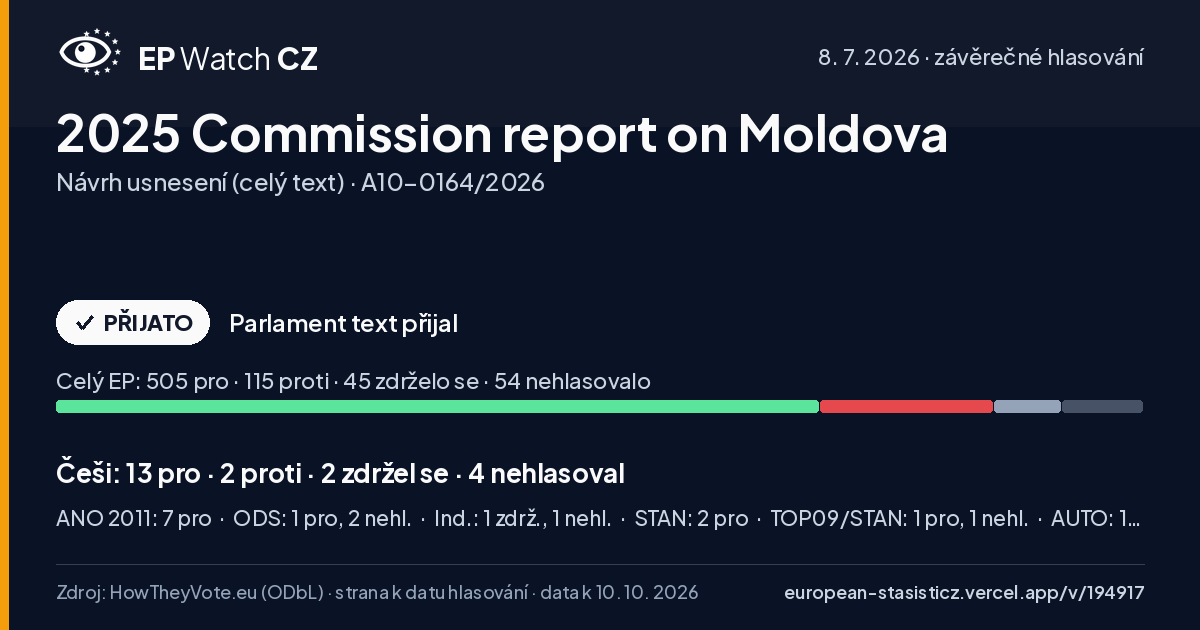 EP Watch CZ
8. 7. 2026 · závěrečné hlasování
2025 Commission report on Moldova
Návrh usnesení (celý text) · A10-0164/2026
PŘIJATO Parlament text přijal
Celý EP: 505 pro · 115 proti · 45 zdrželo se · 54 nehlasovalo
Češi: 13 pro · 2 proti · 2 zdržel se · 4 nehlasoval
ANO 2011: 7 pro · ODS: 1 pro, 2 nehl. · Ind.: 1 zdrž., 1 nehl. · STAN: 2 pro · TOP09/STAN: 1 pro, 1 nehl. · AUTO: 1…
Zdroj: HowTheyVote.eu (ODbL) · strana k datu hlasování · data k 10. 10. 2026
european-stasisticz.vercel.app/v/194917